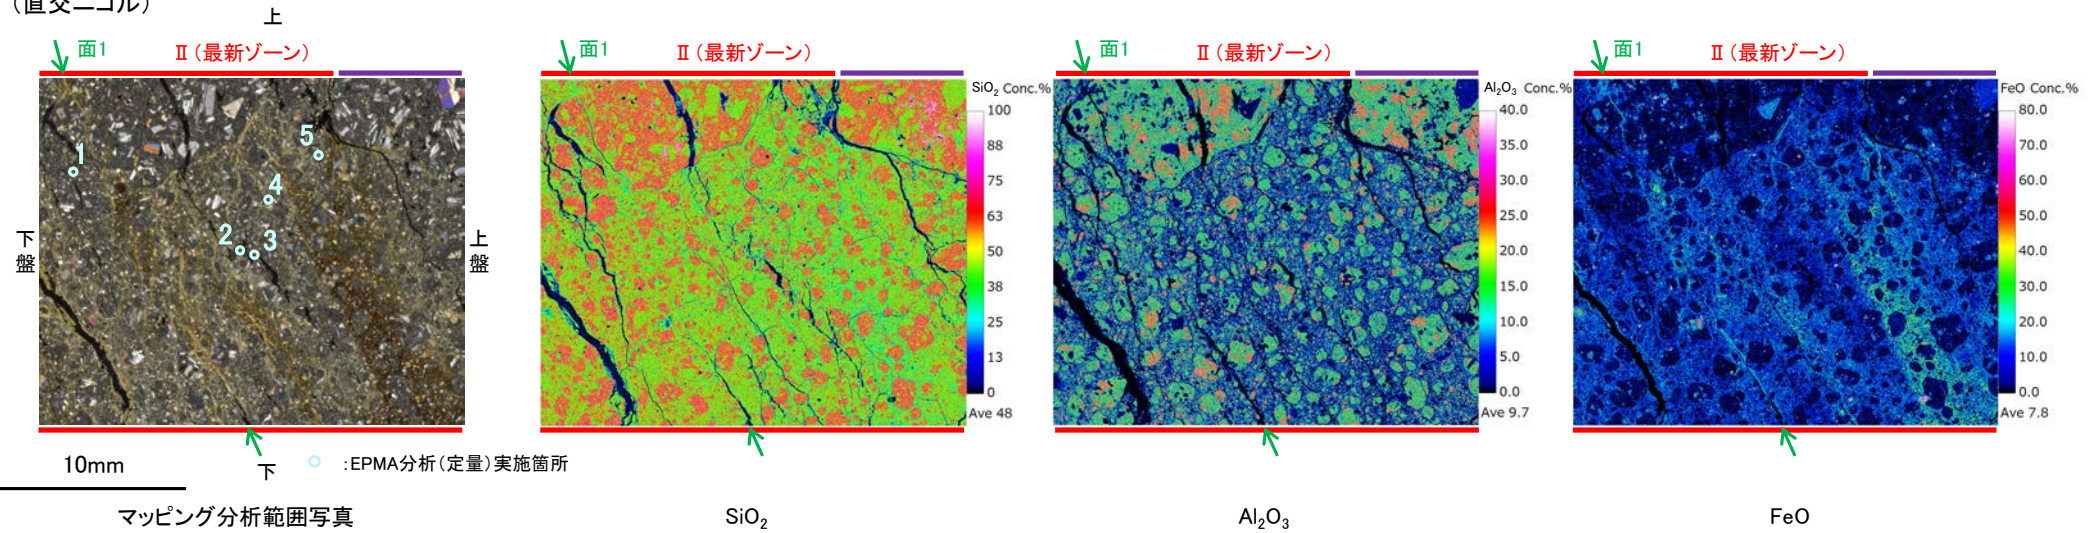 （直交ニコル）
上
面1
Ⅱ（最新ゾーン）
1
2
3
4
5
下盤
上盤
下
10mm
:EPMA分析（定量）実施箇所
マッピング分析範囲写真
面1
Ⅱ（最新ゾーン）
SiO₂ Conc.%
100
88
75
63
50
38
25
13
0
Ave 48
SiO₂
面1
Ⅱ（最新ゾーン）
Al₂O₃ Conc.%
40.0
35.0
30.0
25.0
20.0
15.0
10.0
5.0
0.0
Ave 9.7
Al₂O₃
面1
Ⅱ（最新ゾーン）
FeO Conc.%
80.0
70.0
60.0
50.0
40.0
30.0
20.0
10.0
0.0
Ave 7.8
FeO